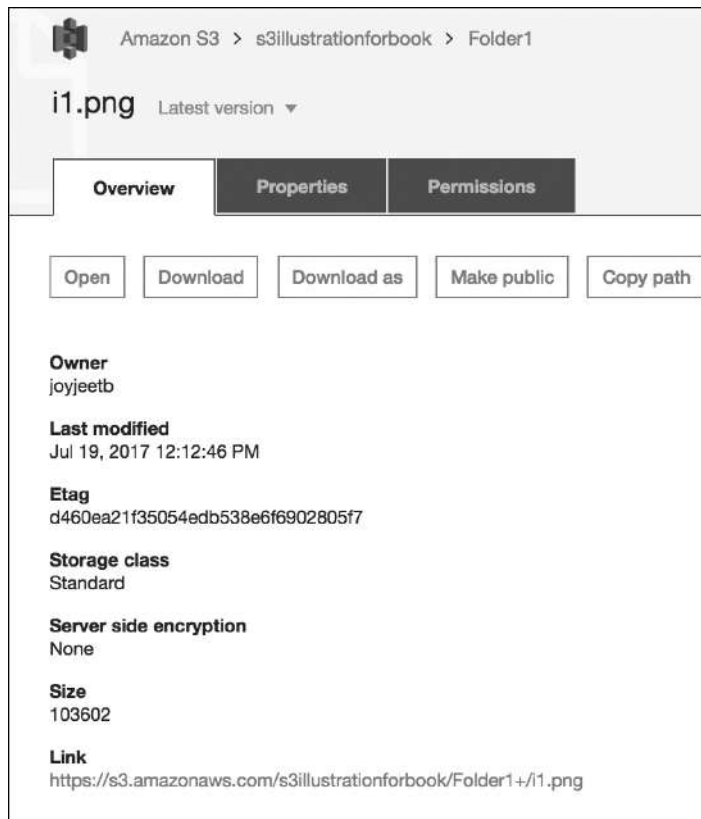 Amazon S3 > s3illustrationforbook > Folder1
i1.png Latest version ▼
Overview Properties Permissions
Open Download Download as Make public Copy path
Owner
joyjeetb
Last modified
Jul 19, 2017 12:12:46 PM
Etag
d460ea21f35054edb538e6f6902805f7
Storage class
Standard
Server side encryption
None
Size
103602
Link
https://s3.amazonaws.com/s3illustrationforbook/Folder1+/i1.png